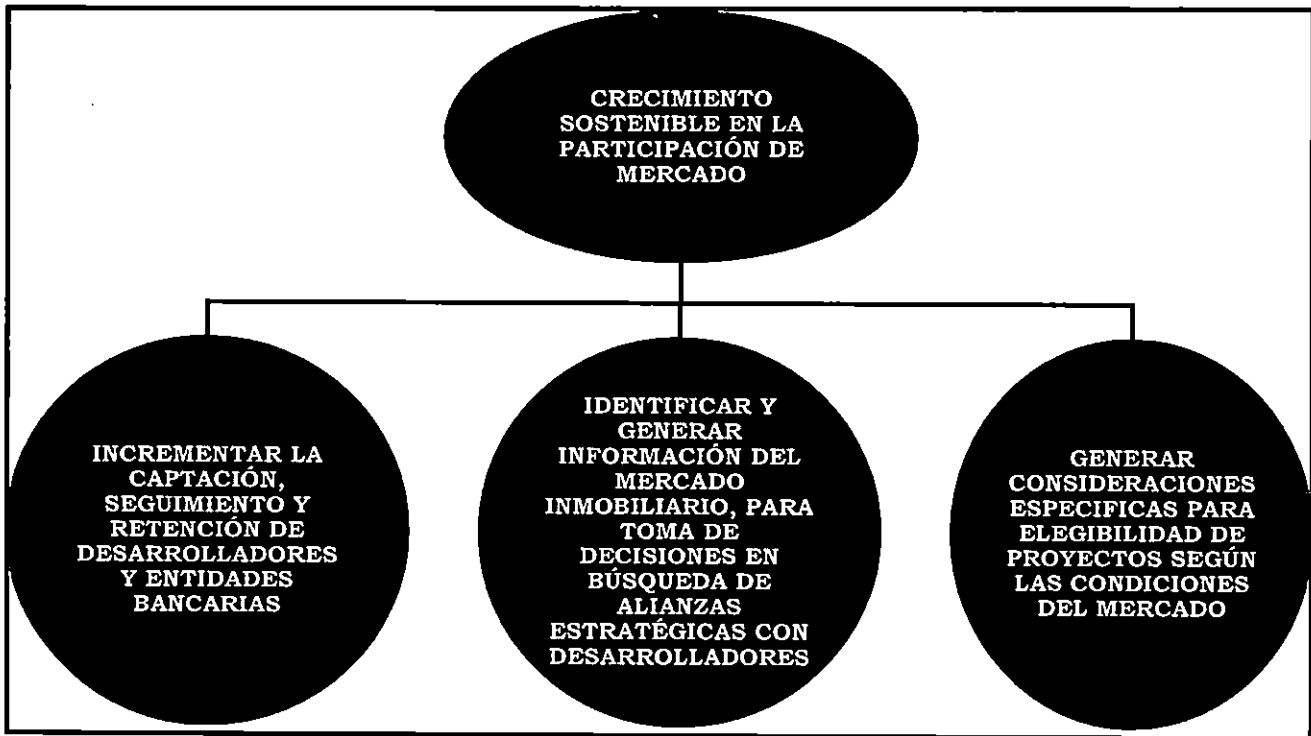 CRECIMIENTO
SOSTENIBLE EN LA
PARTICIPACIÓN DE
MERCADO
INCREMENTAR LA
CAPTACIÓN,
SEGUIMIENTO Y
RETENCIÓN DE
DESARROLLADORES
Y ENTIDADES
BANCARIAS
IDENTIFICAR Y
GENERAR
INFORMACIÓN DEL
MERCADO
INMOBILIARIO, PARA
TOMA DE
DECISIONES EN
BÚSQUEDA DE
ALIANZAS
ESTRATÉGICAS CON
DESARROLLADORES
GENERAR
CONSIDERACIONES
ESPECIFICAS PARA
ELEGIBILIDAD DE
PROYECTOS SEGÚN
LAS CONDICIONES
DEL MERCADO